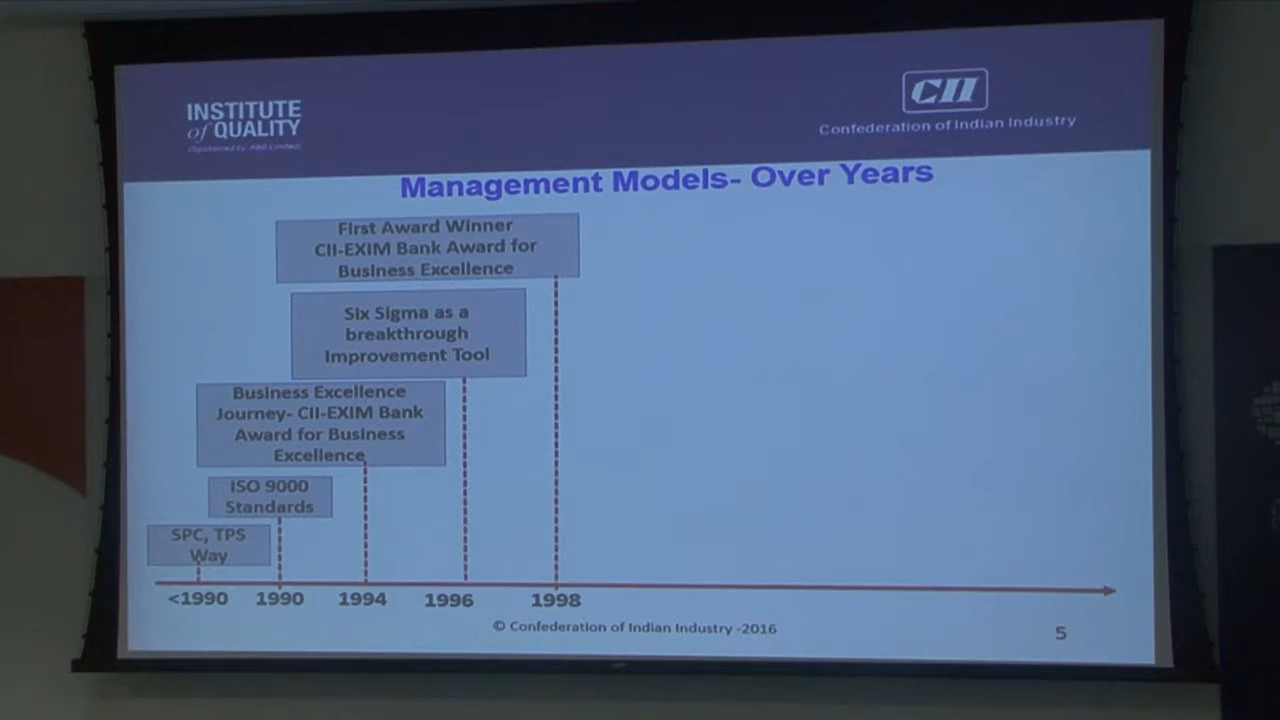 INSTITUTE
of QUALITY
CII
Confederation of Indian Industry
Management Models- Over Years
First Award Winner
CII-EXIM Bank Award for
Business Excellence
Six Sigma as a
breakthrough
Improvement Tool
Business Excellence
Journey- CII-EXIM Bank
Award for Business
Excellence
ISO 9000
Standards
SPC, TPS
Way
<1990 1990 1994 1996 1998
© Confederation of Indian Industry -2016
5